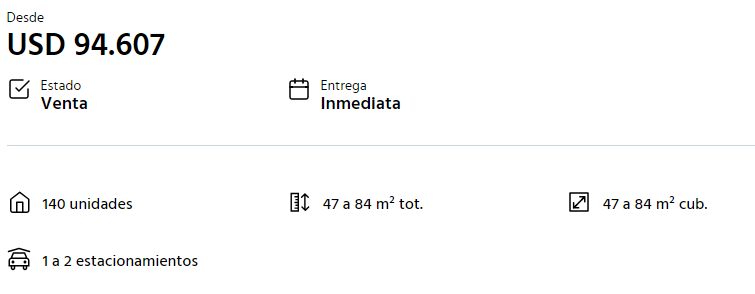 Desde
USD 94.607
Estado
Venta
Entrega
Inmediata
140 unidades
47 a 84 m² tot.
47 a 84 m² cub.
1 a 2 estacionamientos